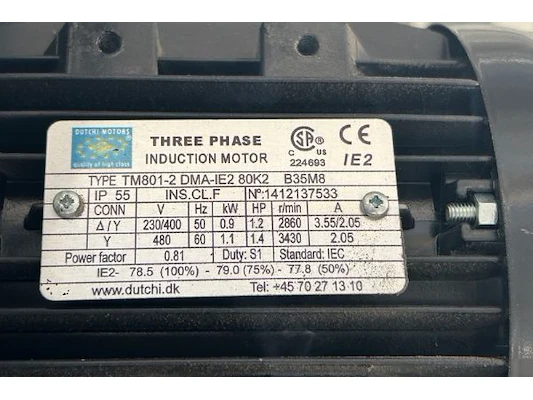 DUTCHI MOTORS
quality of high class
THREE PHASE
INDUCTION MOTOR
SA
C US
224693
CE
IE2
TYPE TM801-2 DMA-IE2 80K2 B35M8
IP 55 INS.CL.F Nº:1412137533
CONN V Hz kW HP r/min A
Δ/Y 230/400 50 0.9 1.2 2860 3.55/2.05
Y 480 60 1.1 1.4 3430 2.05
Power factor 0.81 Duty: S1 Standard: IEC
IE2- 78.5 (100%) - 79.0 (75%) - 77.8 (50%)
www.dutchi.dk Tel: +45 70 27 13 10